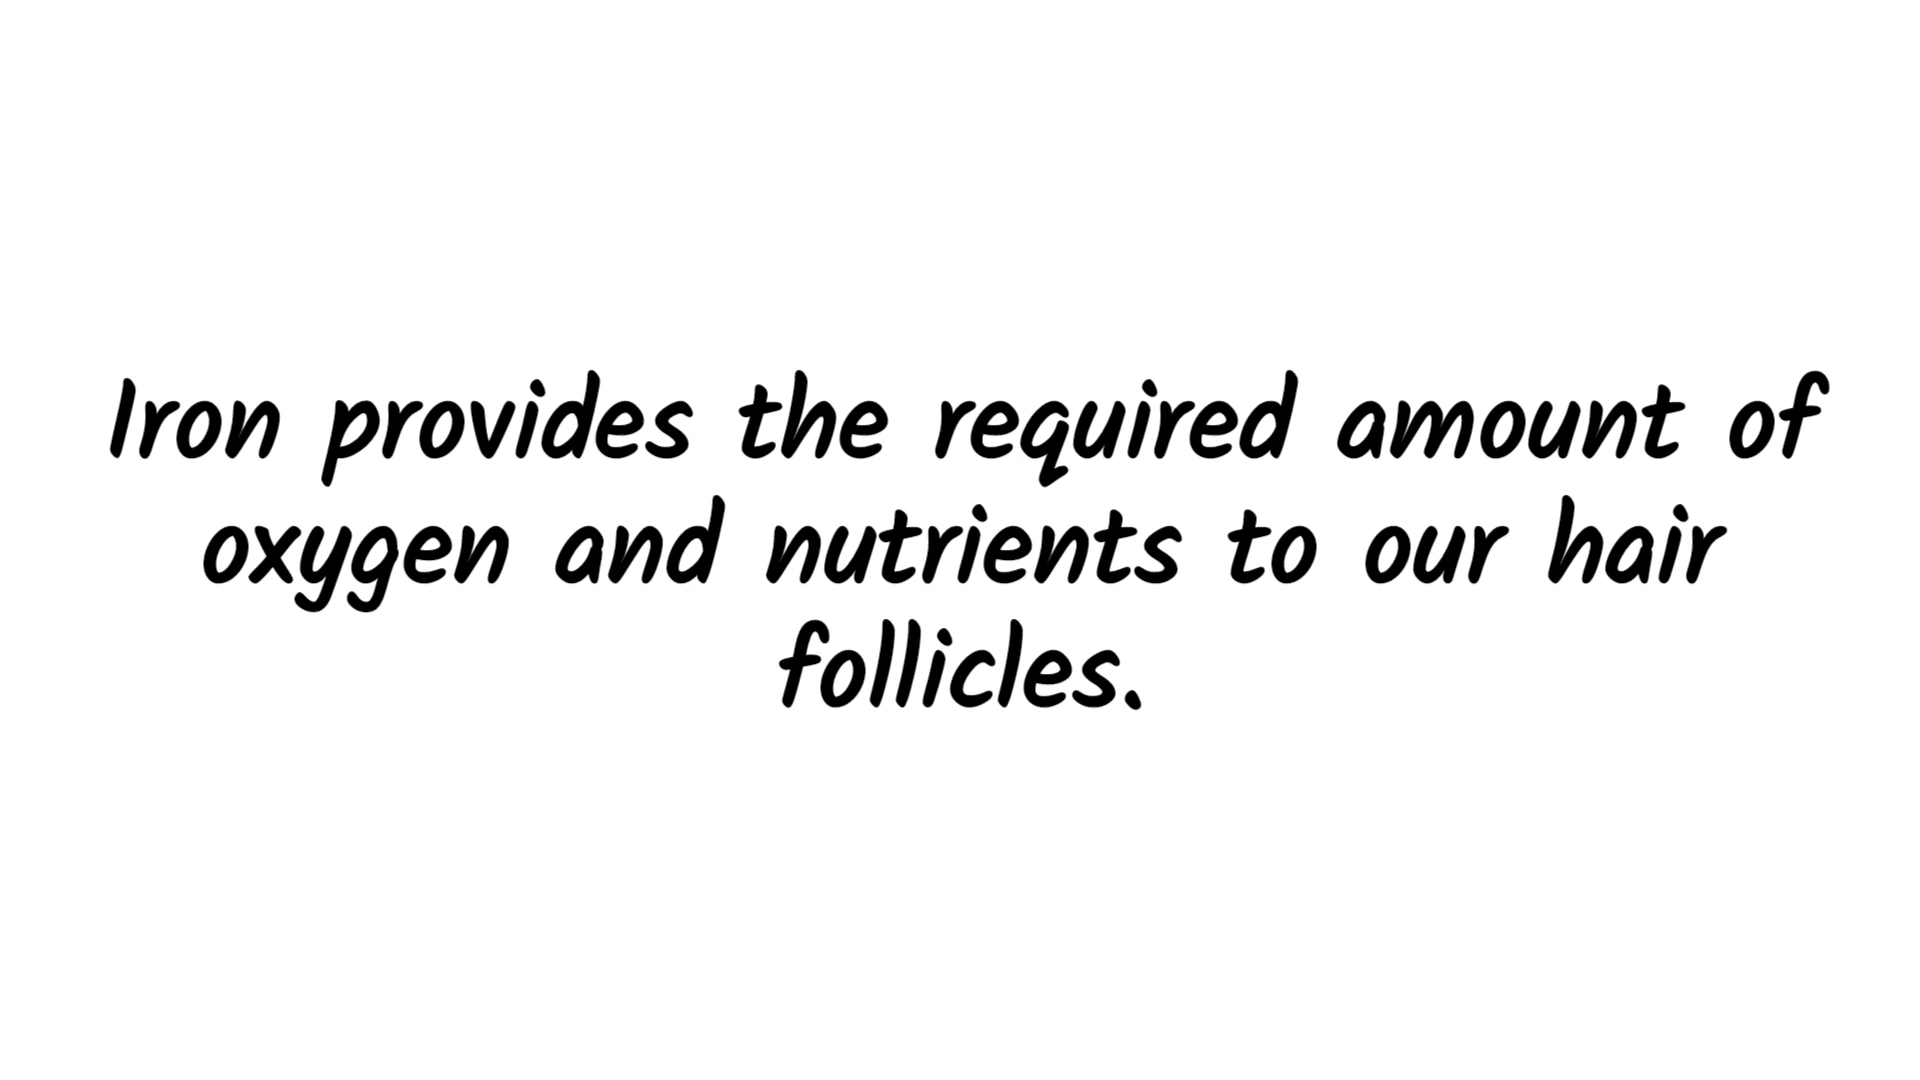 Iron provides the required amount of
oxygen and nutrients to our hair
follicles.